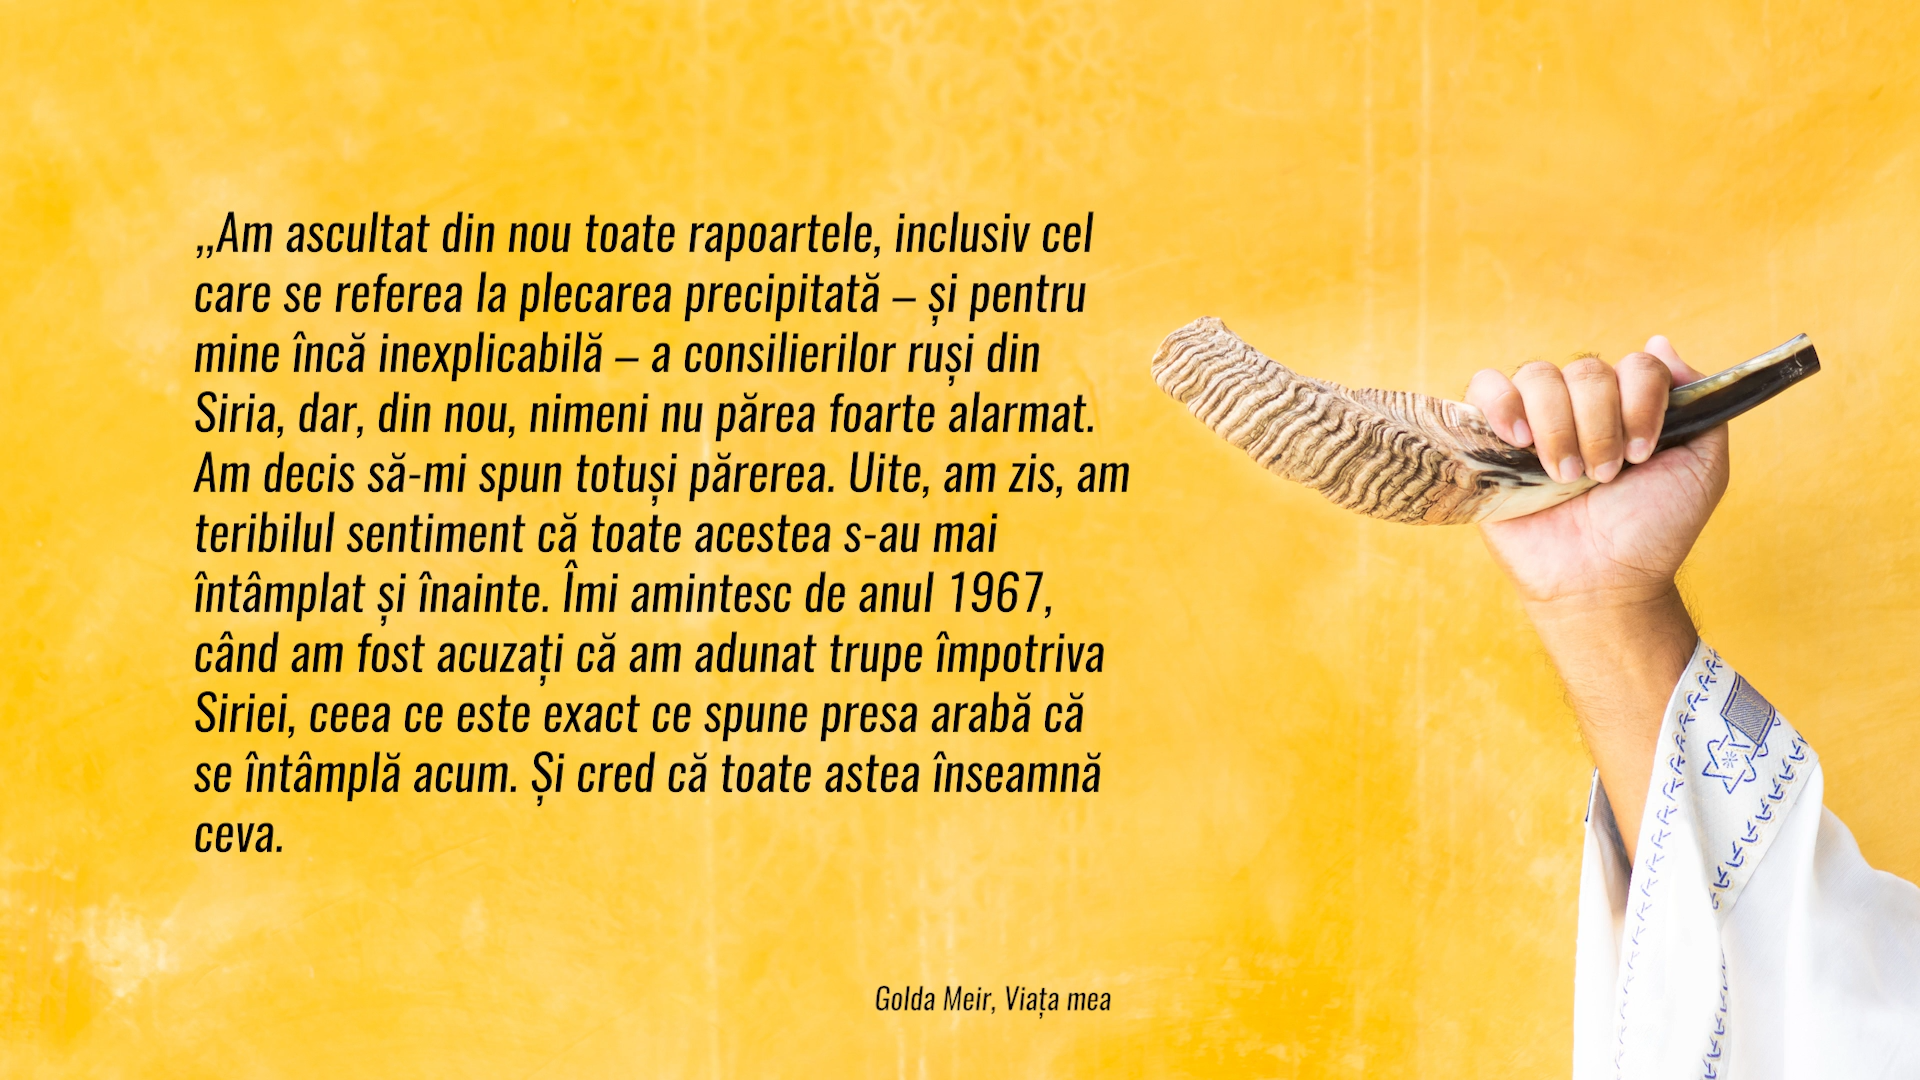 „Am ascultat din nou toate rapoartele, inclusiv cel
care se referea la plecarea precipitată – și pentru
mine încă inexplicabilă – a consilierilor ruși din
Siria, dar, din nou, nimeni nu părea foarte alarmat.
Am decis să-mi spun totuși părerea. Uite, am zis, am
teribilul sentiment că toate acestea s-au mai
întâmplat și înainte. Îmi amintesc de anul 1967,
când am fost acuzați că am adunat trupe împotriva
Siriei, ceea ce este exact ce spune presa arabă că
se întâmplă acum. Și cred că toate astea înseamnă
ceva.
Golda Meir, Viața mea